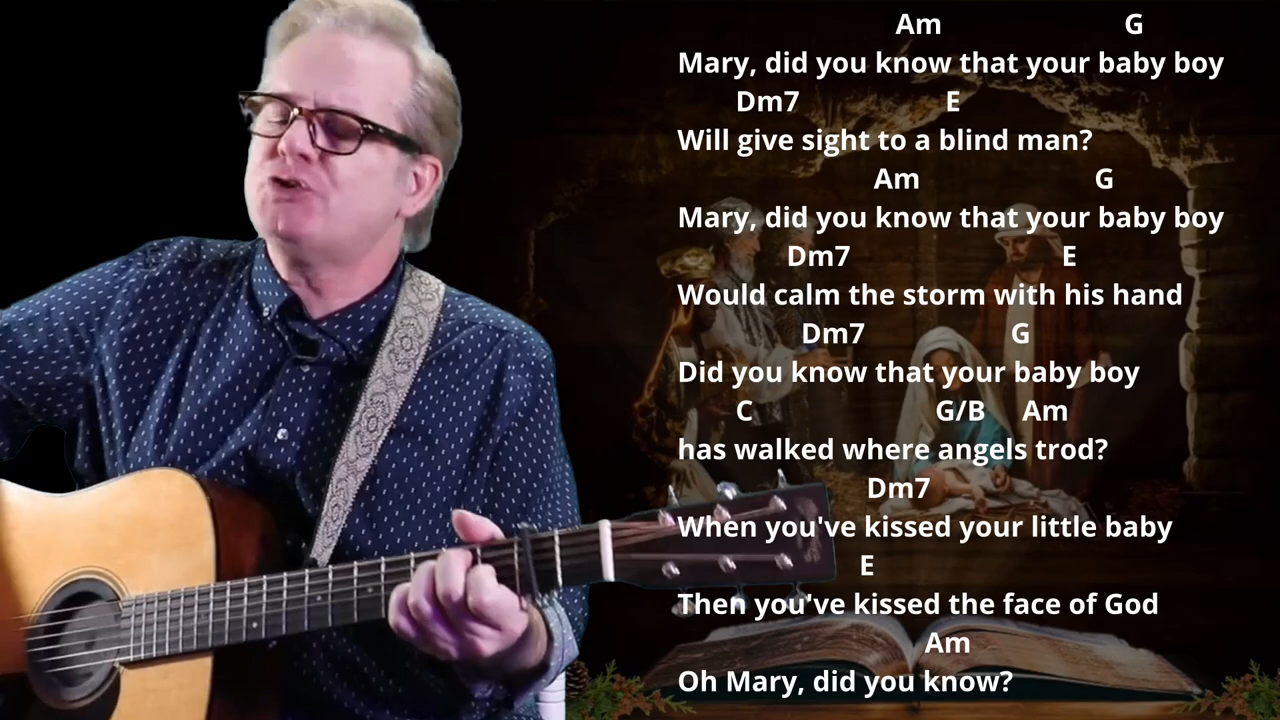 Am G
Mary, did you know that your baby boy
Dm7 E
Will give sight to a blind man?
Am G
Mary, did you know that your baby boy
Dm7 E
Would calm the storm with his hand
Dm7 G
Did you know that your baby boy
C G/B Am
has walked where angels trod?
Dm7
When you've kissed your little baby
E
Then you've kissed the face of God
Am
Oh Mary, did you know?